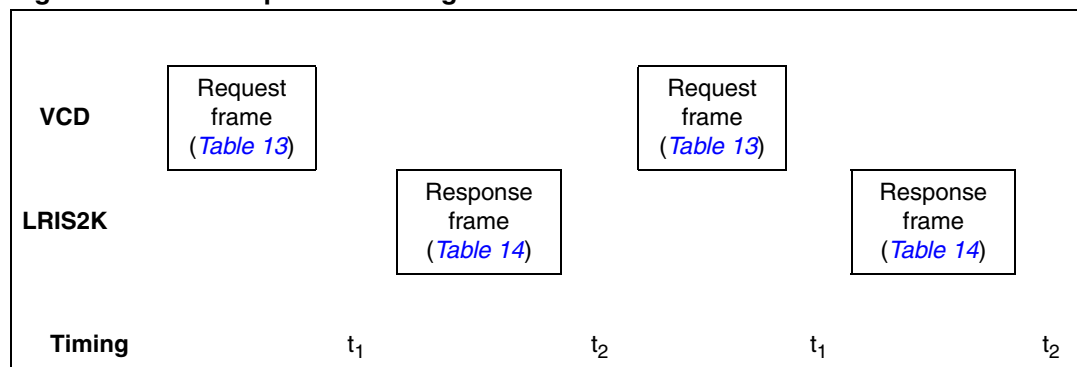 VCD
Request
frame
(Table 13)
Request
frame
(Table 13)
LRIS2K
Response
frame
(Table 14)
Response
frame
(Table 14)
Timing t1 t2 t1 t2